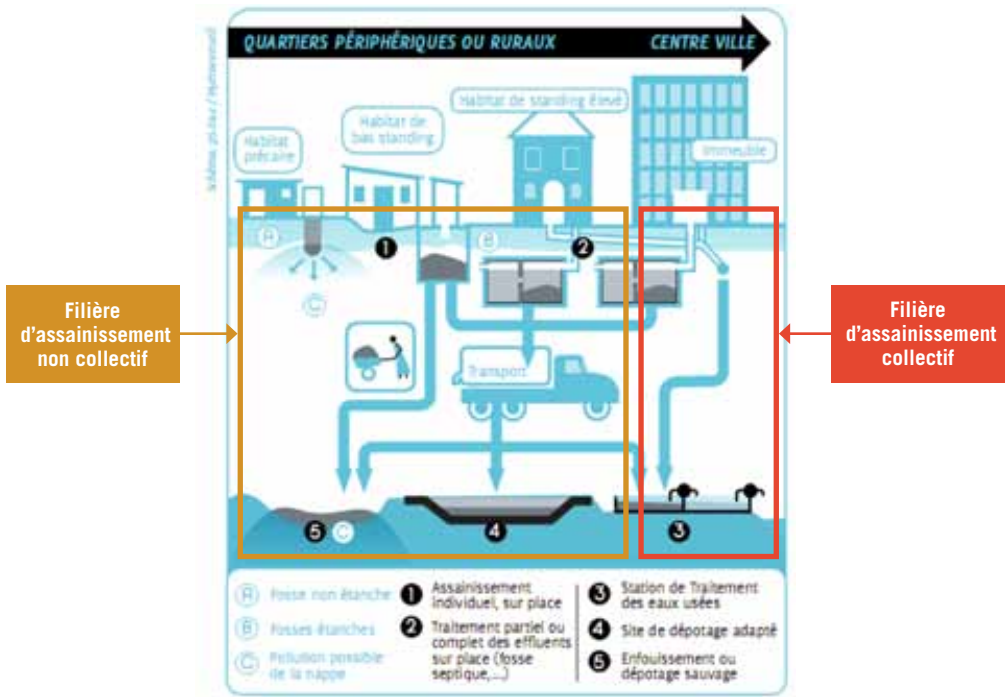 QUARTIERS PÉRIPHÉRIQUES OU RURAUX
CENTRE VILLE
Habitat
précaire
Habitat de
bas standing
Habitat de standing élevé
Immeuble
A
1
B
2
C
Filière
d'assainissement
non collectif
Filière
d'assainissement
collectif
Transport
5 C
4
3
A Fosse non étanche
B Fosses étanches
C Pollution possible
de la nappe
1 Assainissement
individuel, sur place
2 Traitement partiel ou
complet des effluents
sur place (fosse
septique,...)
3 Station de Traitement
des eaux usées
4 Site de dépotage adapté
5 Enfouissement ou
dépotage sauvage